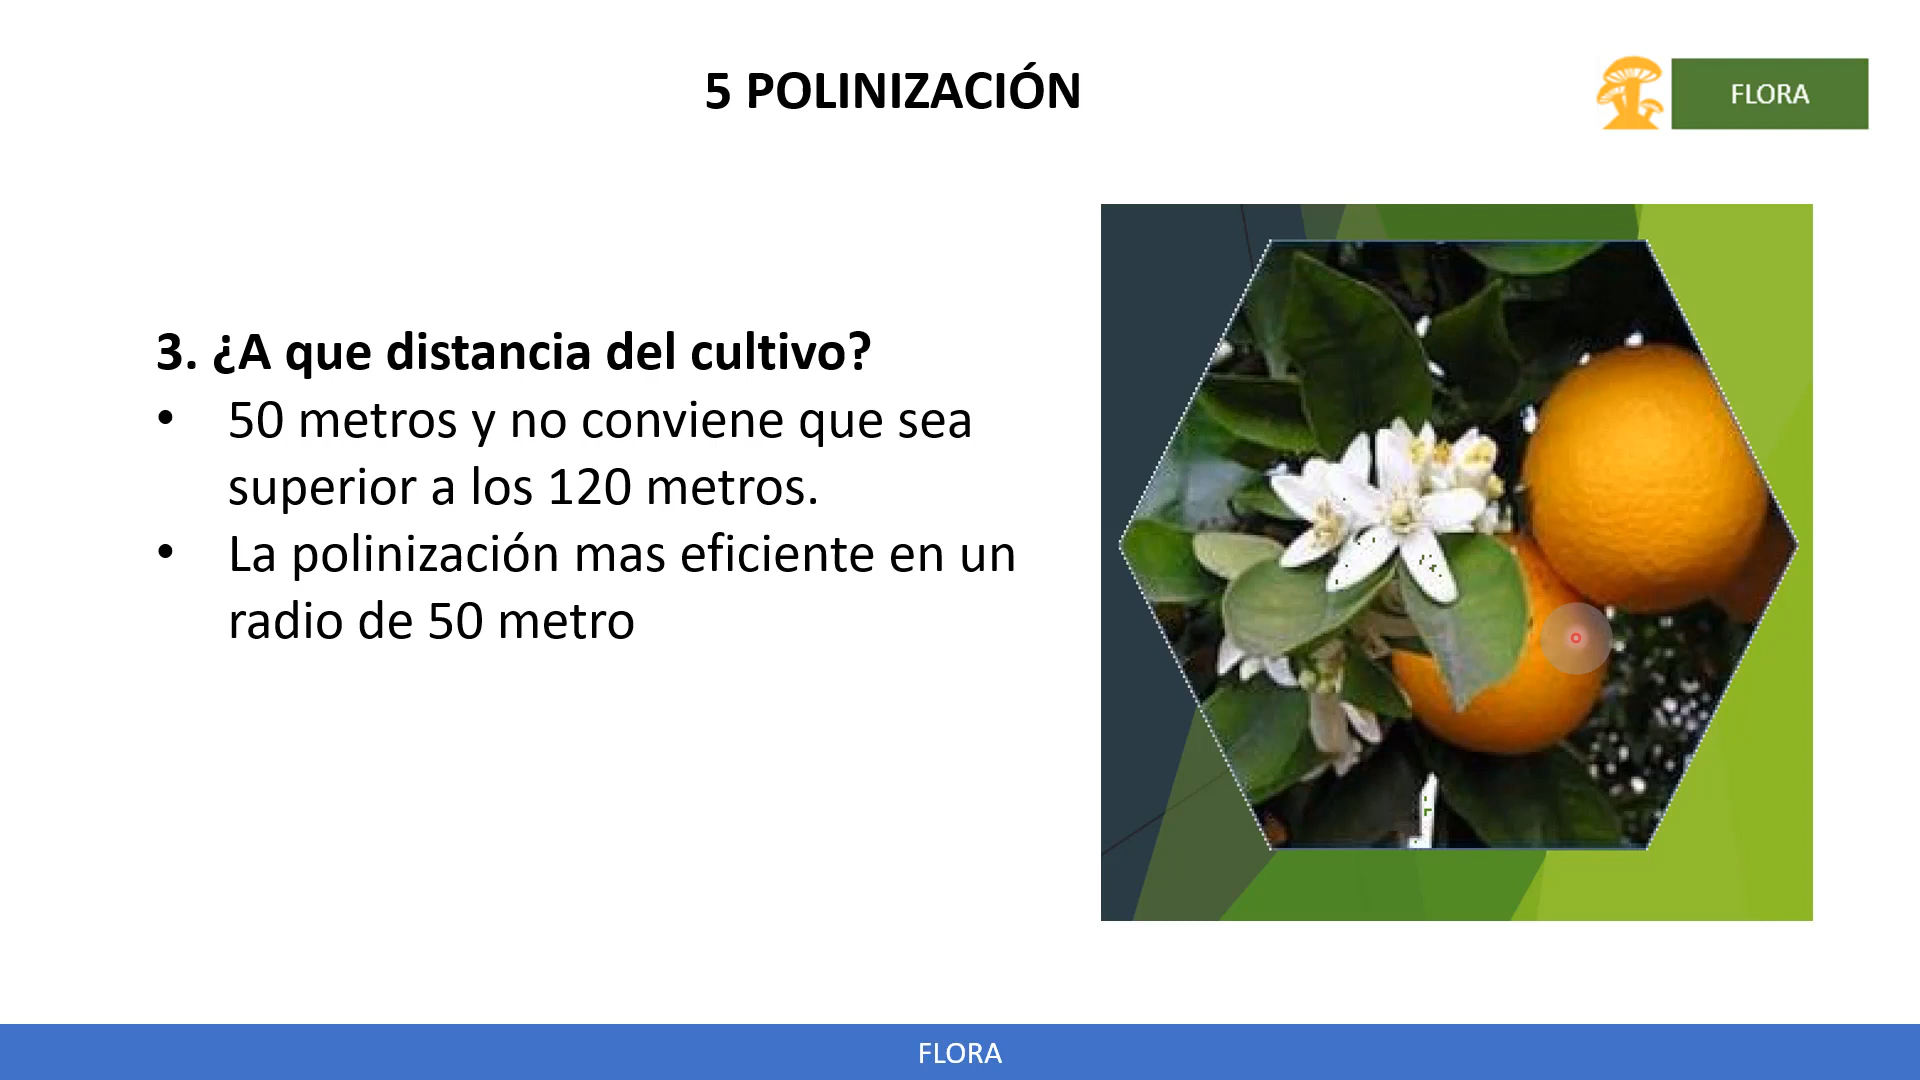 5 POLINIZACIÓN
FLORA
3. ¿A que distancia del cultivo?
• 50 metros y no conviene que sea
superior a los 120 metros.
• La polinización mas eficiente en un
radio de 50 metro
FLORA